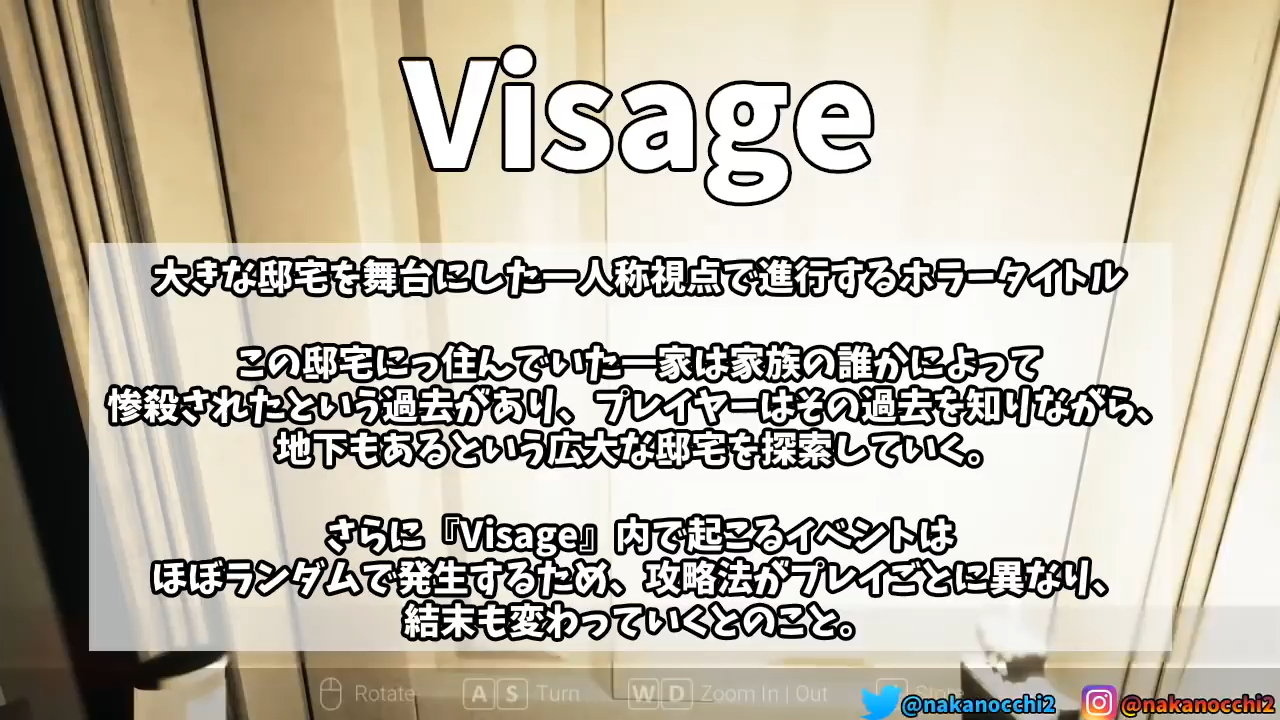 Visage
大きな邸宅を舞台にした一人称視点で進行するホラータイトル
この邸宅にっ住んでいた一家は家族の誰かによって
惨殺されたという過去があり、プレイヤーはその過去を知りながら、
地下もあるという広大な邸宅を探索していく。
さらに『Visage』内で起こるイベントは
ほぼランダムで発生するため、攻略法がプレイごとに異なり、
結末も変わっていくとのこと。
Rotate A S Turn W D Zoom In | Out Store
@nakanocchi2 @nakanocchi2